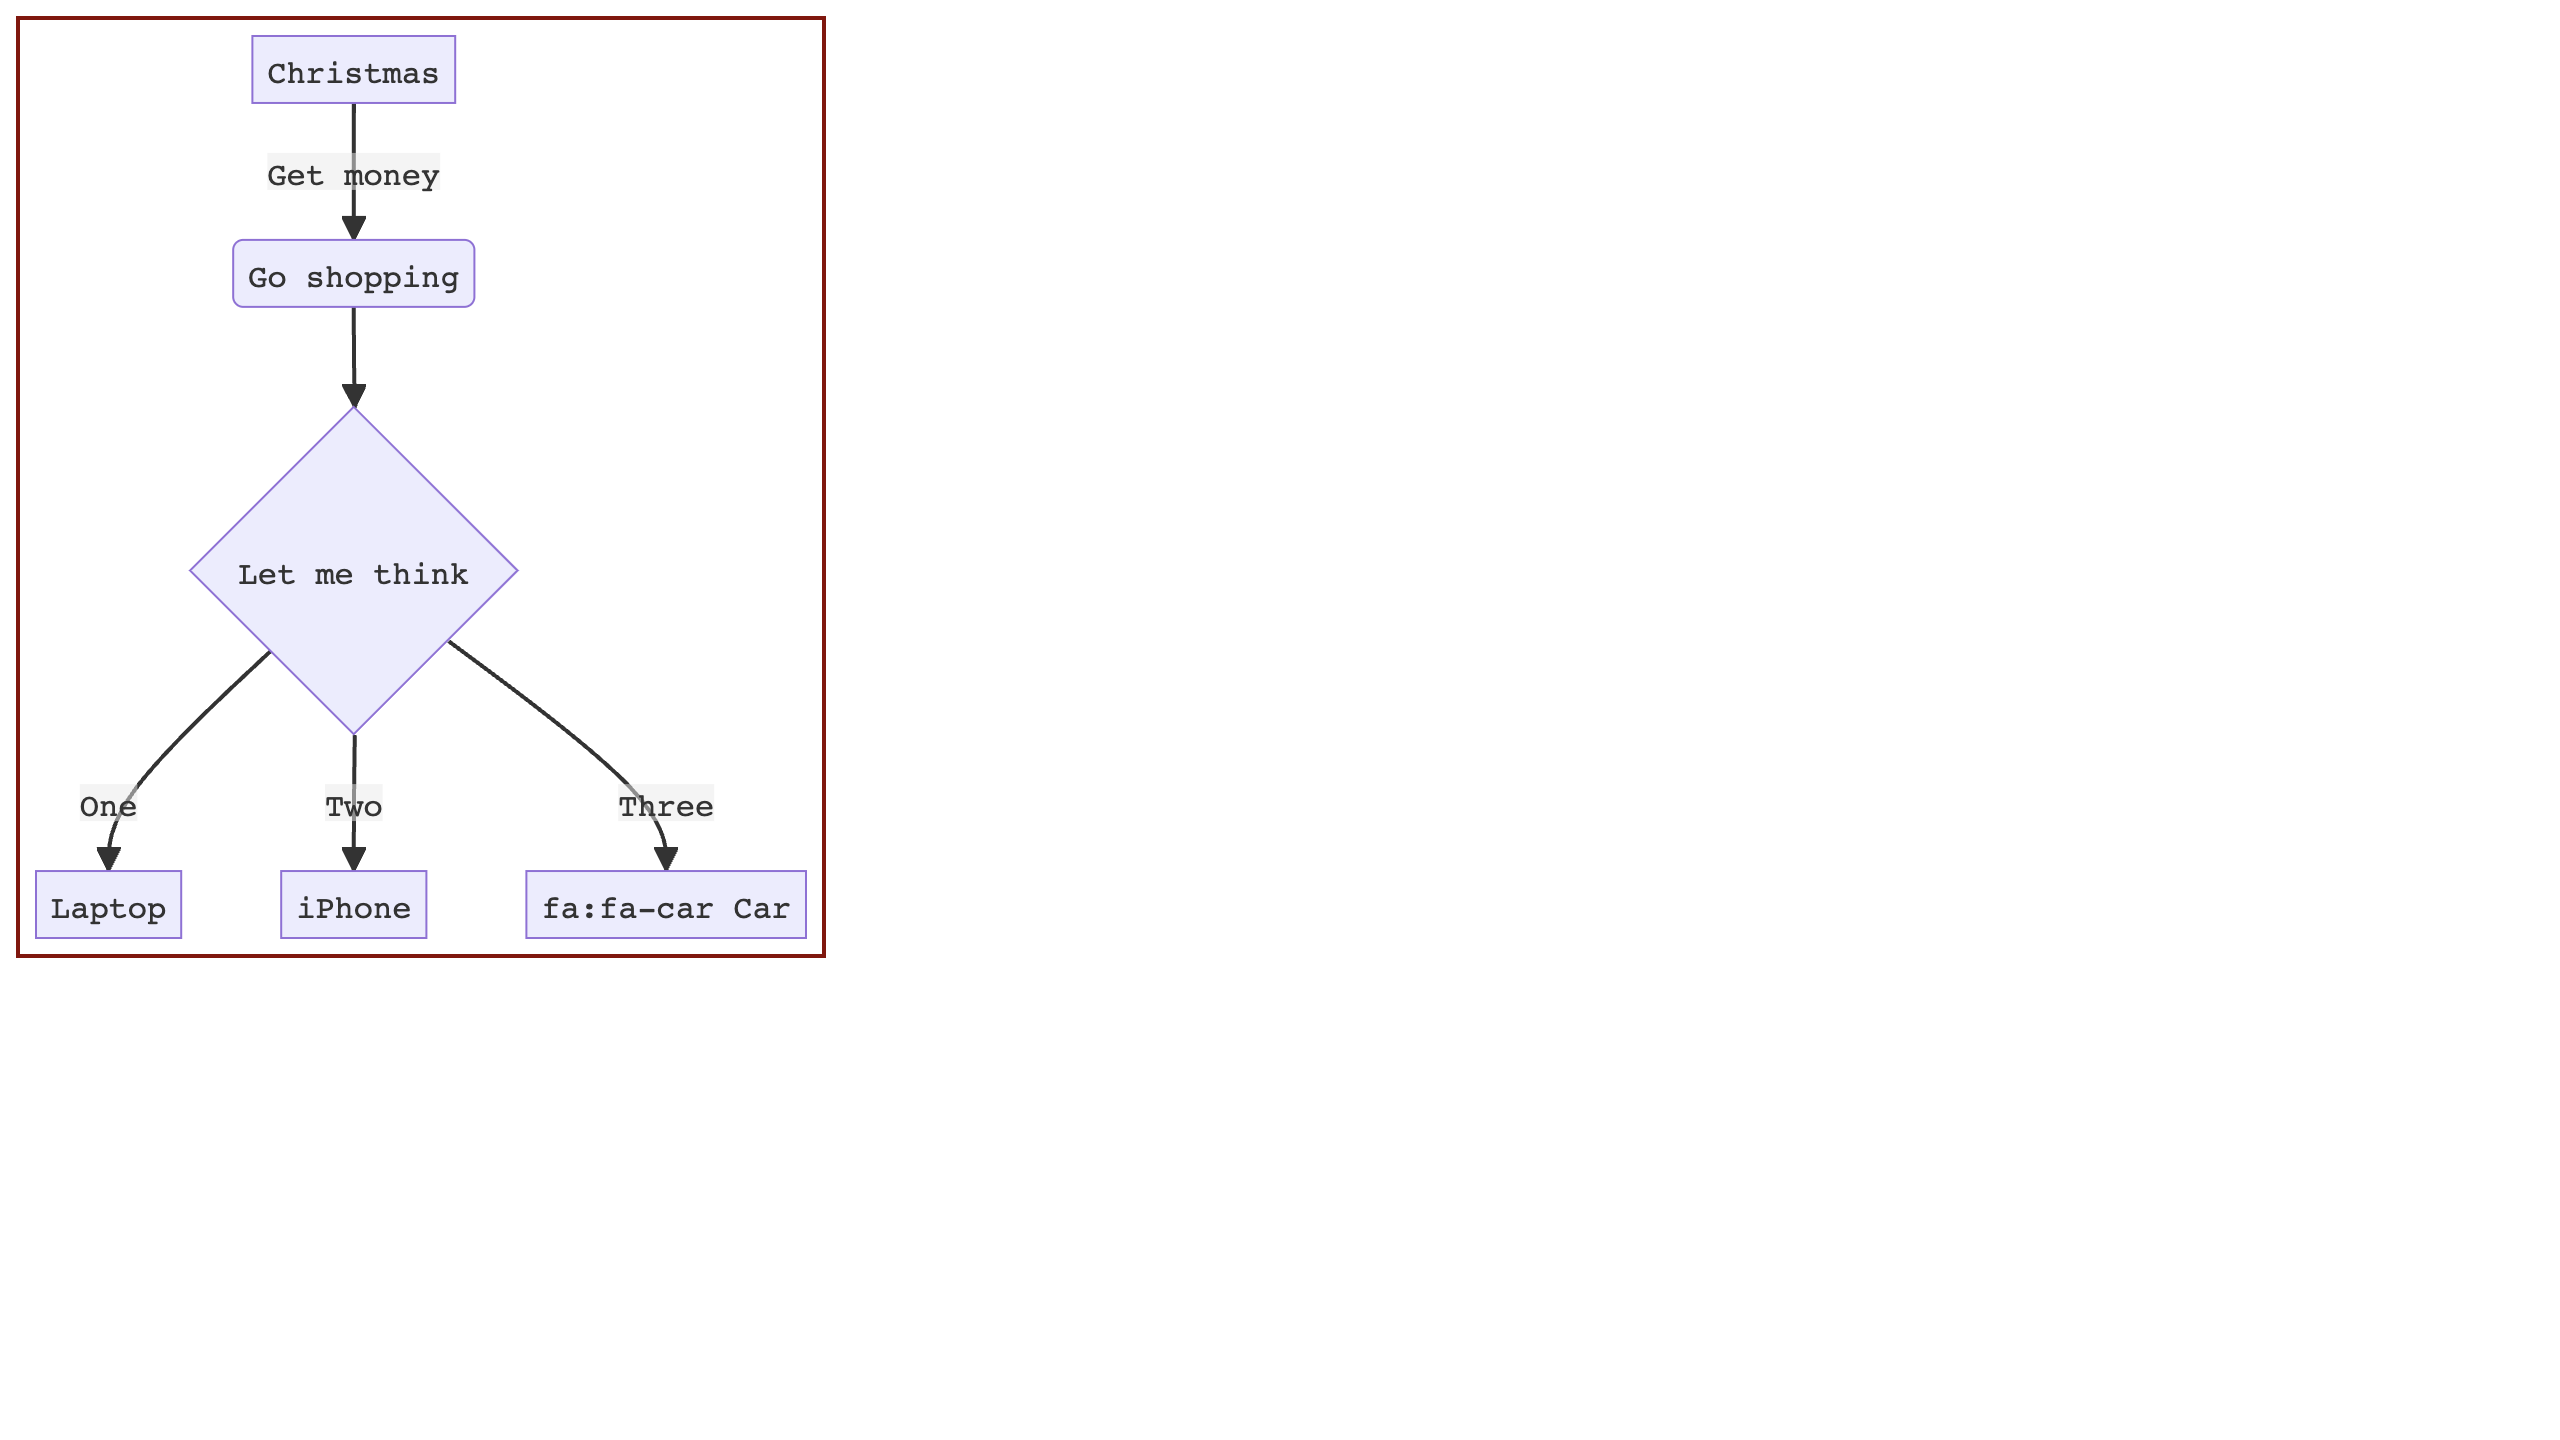 Christmas
Get money
Go shopping
Let me think
One
Two
Three
Laptop
iPhone
fa:fa-car Car